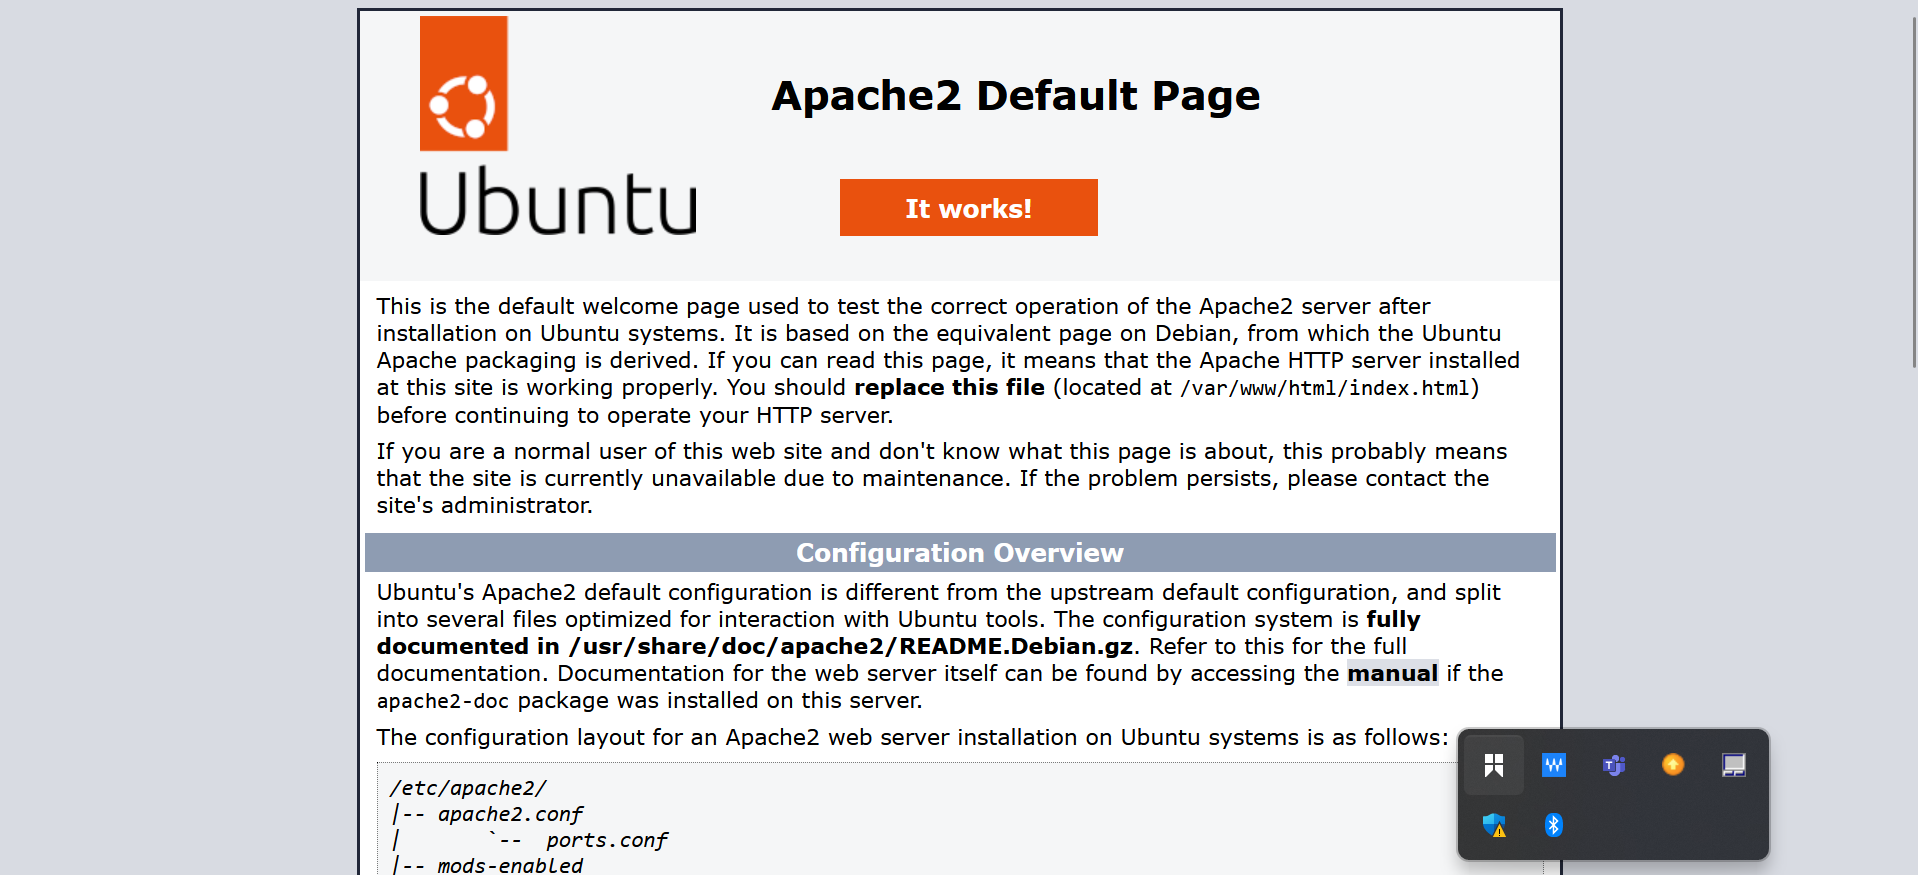 Ubuntu
Apache2 Default Page
It works!
This is the default welcome page used to test the correct operation of the Apache2 server after
installation on Ubuntu systems. It is based on the equivalent page on Debian, from which the Ubuntu
Apache packaging is derived. If you can read this page, it means that the Apache HTTP server installed
at this site is working properly. You should replace this file (located at /var/www/html/index.html)
before continuing to operate your HTTP server.
If you are a normal user of this web site and don't know what this page is about, this probably means
that the site is currently unavailable due to maintenance. If the problem persists, please contact the
site's administrator.
Configuration Overview
Ubuntu's Apache2 default configuration is different from the upstream default configuration, and split
into several files optimized for interaction with Ubuntu tools. The configuration system is fully
documented in /usr/share/doc/apache2/README.Debian.gz. Refer to this for the full
documentation. Documentation for the web server itself can be found by accessing the manual if the
apache2-doc package was installed on this server.
The configuration layout for an Apache2 web server installation on Ubuntu systems is as follows:
/etc/apache2/
|-- apache2.conf
|       `--  ports.conf
|-- mods-enabled